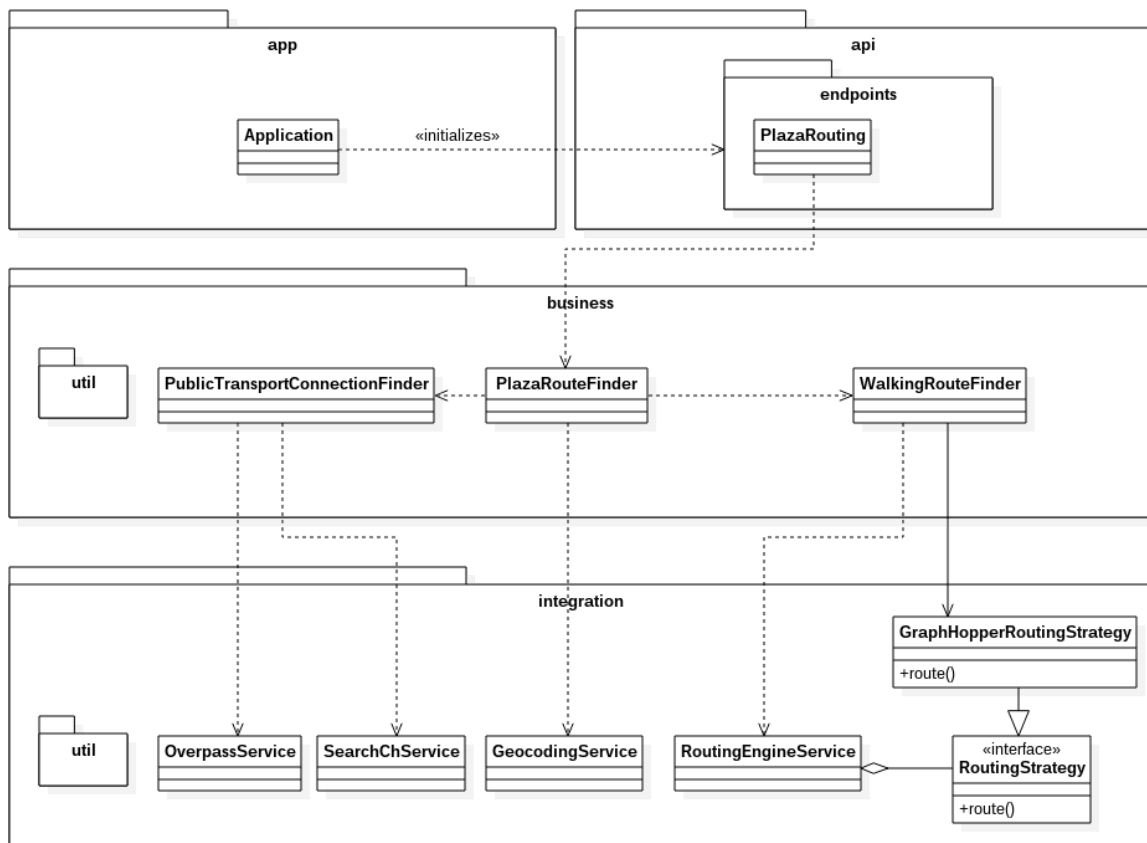 app
api
endpoints
Application
«initializes»
PlazaRouting
business
util
PublicTransportConnectionFinder
PlazaRouteFinder
WalkingRouteFinder
integration
GraphHopperRoutingStrategy
+route()
util
OverpassService
SearchChService
GeocodingService
RoutingEngineService
«interface»
RoutingStrategy
+route()